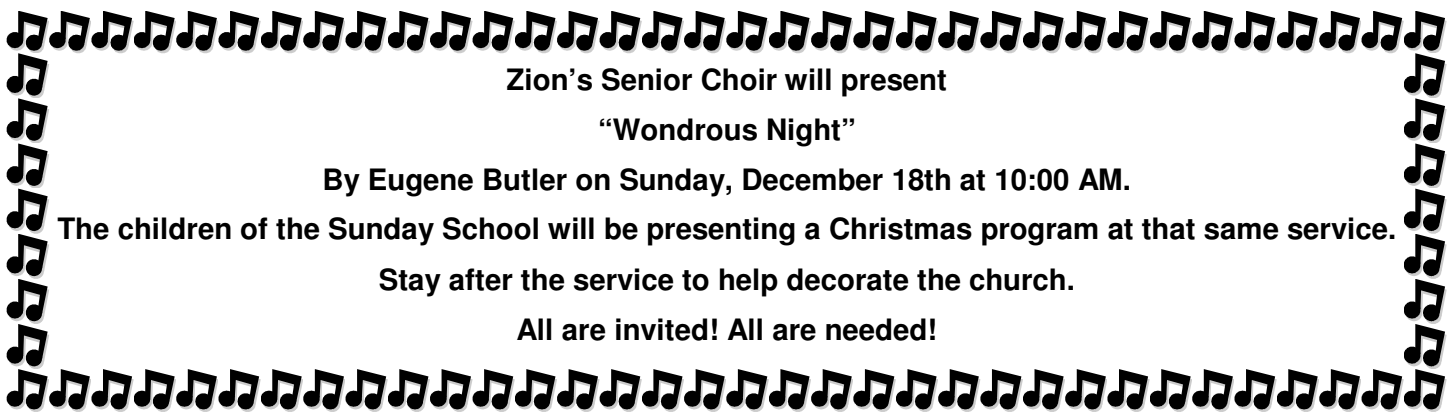 Zion’s Senior Choir will present
“Wondrous Night”
By Eugene Butler on Sunday, December 18th at 10:00 AM.
The children of the Sunday School will be presenting a Christmas program at that same service.
Stay after the service to help decorate the church.
All are invited! All are needed!